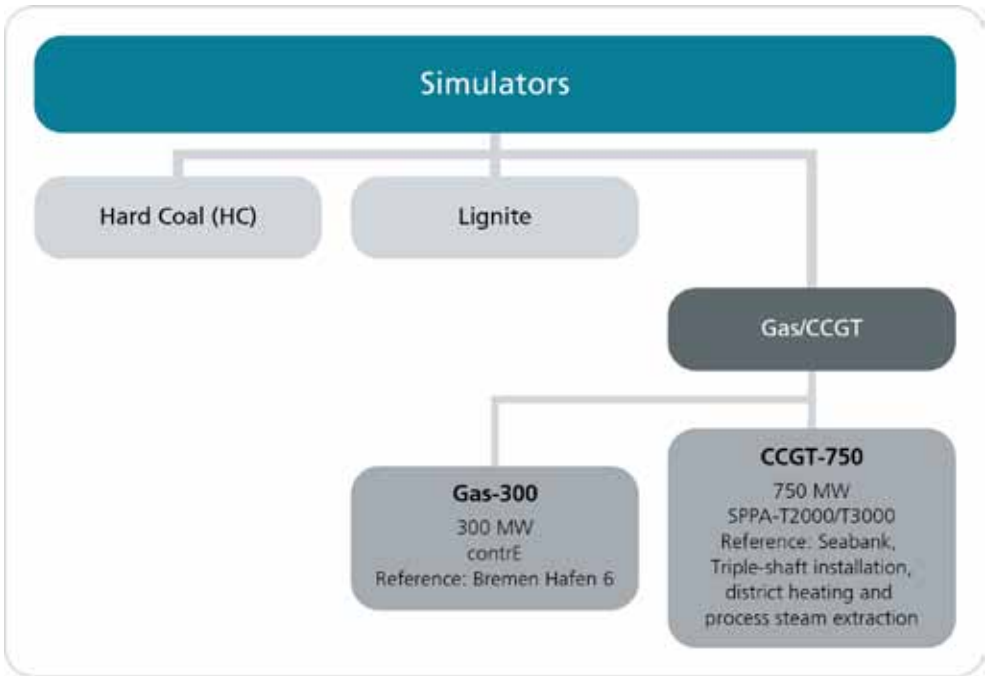 Simulators
Hard Coal (HC)
Lignite
Gas/CCGT
Gas-300
300 MW
contrE
Reference: Bremen Hafen 6
CCGT-750
750 MW
SPPA-T2000/T3000
Reference: Seabank,
Triple-shaft installation,
district heating and
process steam extraction